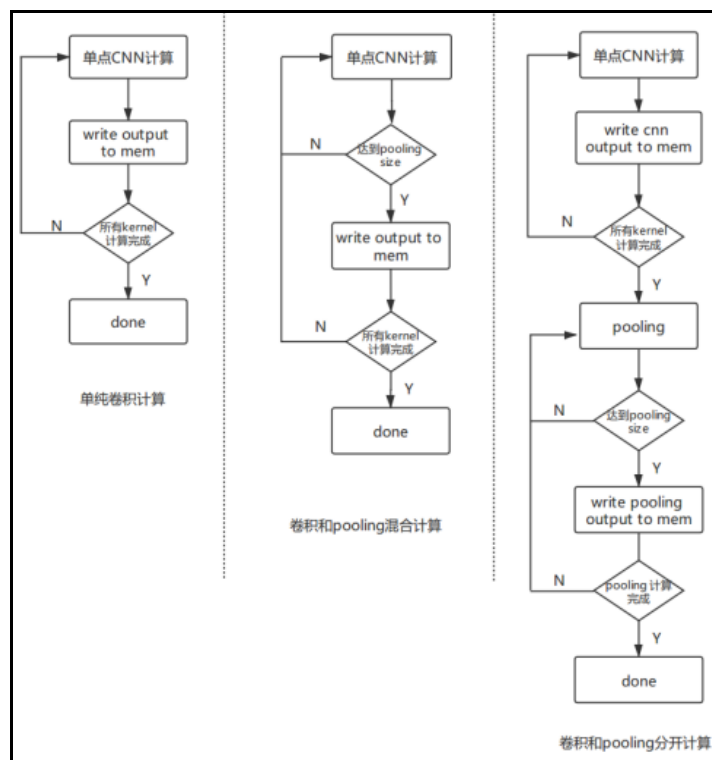 单点CNN计算
write output
to mem
N
所有kernel
计算完成
Y
done
单纯卷积计算
单点CNN计算
N
达到pooling
size
Y
write output to
mem
N
所有kernel
计算完成
Y
done
卷积和pooling混合计算
单点CNN计算
write cnn
output to mem
N
所有kernel
计算完成
Y
pooling
N
达到pooling
size
Y
write pooling
output to mem
N
pooling 计算
完成
Y
done
卷积和pooling分开计算